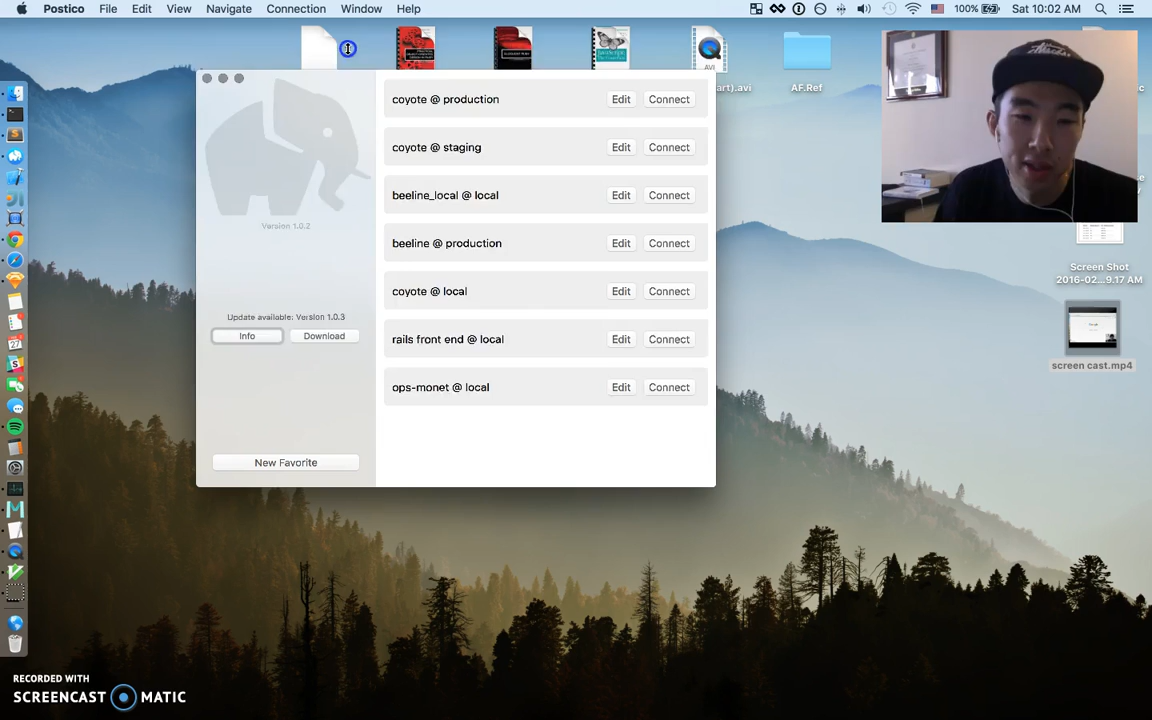 Postico File Edit View Navigate Connection Window Help 100% Sat 10:02 AM
AVI
art).avi
AF.Ref
coyote @ production Edit Connect
coyote @ staging Edit Connect
beeline_local @ local Edit Connect
beeline @ production Edit Connect
coyote @ local Edit Connect
rails front end @ local Edit Connect
ops-monet @ local Edit Connect
Version 1.0.2
Update available: Version 1.0.3
Info Download
New Favorite
Screen Shot
2016-02...9.17 AM
screen cast.mp4
RECORDED WITH
SCREENCAST MATIC